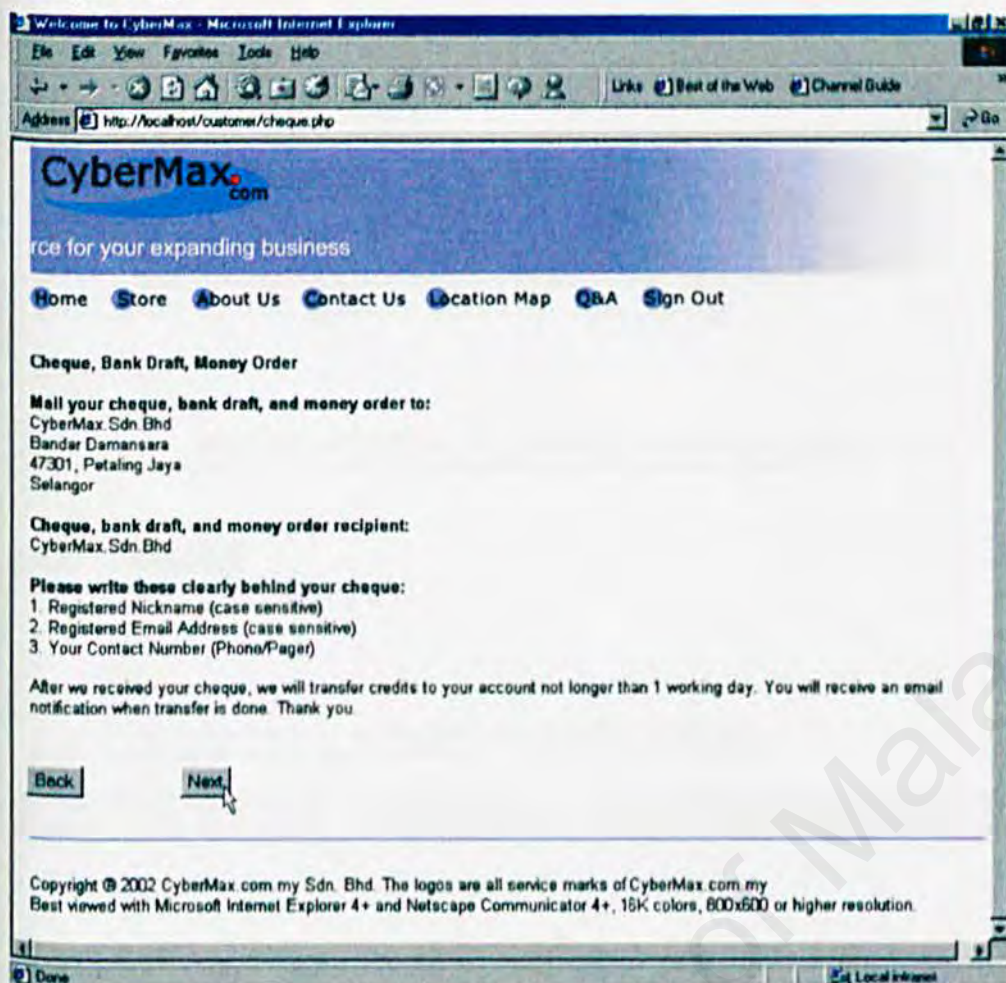 Welcome to CyberMax - Microsoft Internet Explorer
File Edit View Favorites Tools Help
Links Best of the Web Channel Guide
Address http://localhost/customer/cheque.php Go
CyberMax.com
rce for your expanding business
Home Store About Us Contact Us Location Map Q&A Sign Out
Cheque, Bank Draft, Money Order
Mail your cheque, bank draft, and money order to:
CyberMax.Sdn.Bhd
Bandar Damansara
47301, Petaling Jaya
Selangor
Cheque, bank draft, and money order recipient:
CyberMax.Sdn.Bhd
Please write these clearly behind your cheque:
1. Registered Nickname (case sensitive)
2. Registered Email Address (case sensitive)
3. Your Contact Number (Phone/Pager)
After we received your cheque, we will transfer credits to your account not longer than 1 working day. You will receive an email
notification when transfer is done. Thank you.
Back Next
Copyright @ 2002 CyberMax.com.my Sdn. Bhd. The logos are all service marks of CyberMax.com.my
Best viewed with Microsoft Internet Explorer 4+ and Netscape Communicator 4+, 16K colors, 800x600 or higher resolution.
Done Local intranet
of Mala